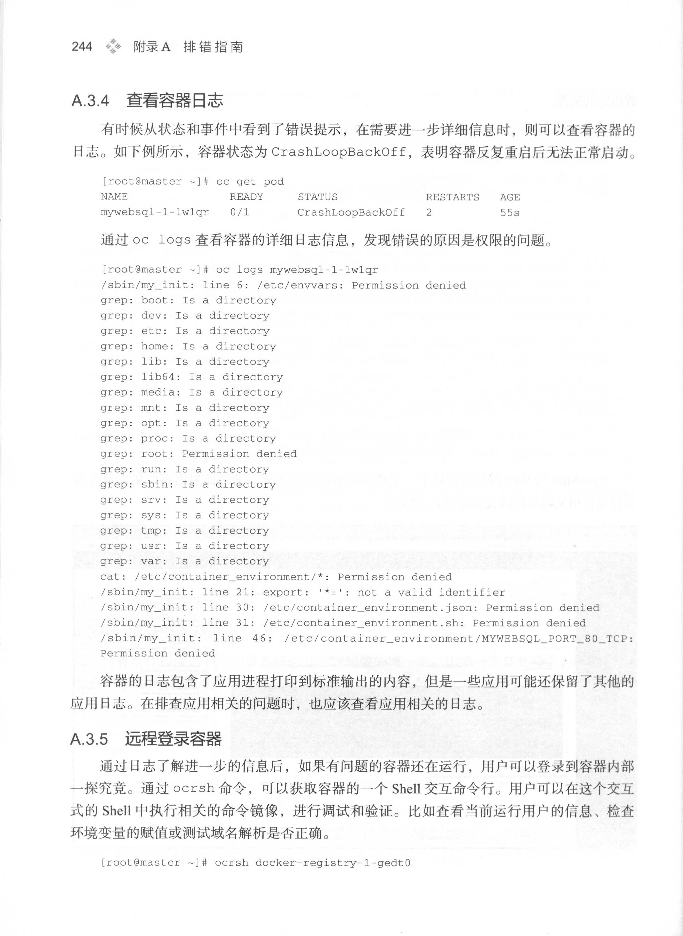 244 附录A 排错指南
A.3.4 查看容器日志
有时候从状态和事件中看到了错误提示，在需要进一步详细信息时，则可以查看容器的
日志。如下例所示，容器状态为 CrashLoopBackOff，表明容器反复重启后无法正常启动。
[root@master ~]# oc get pod
NAME READY STATUS RESTARTS AGE
mywebsql-1-lwlqr 0/1 CrashLoopBackOff 2 55s
通过 oc logs 查看容器的详细日志信息，发现错误的原因是权限的问题。
[root@master ~]# oc logs mywebsql-1-lwlqr
/sbin/my_init: line 6: /etc/envvars: Permission denied
grep: boot: Is a directory
grep: dev: Is a directory
grep: etc: Is a directory
grep: home: Is a directory
grep: lib: Is a directory
grep: lib64: Is a directory
grep: media: Is a directory
grep: mnt: Is a directory
grep: opt: Is a directory
grep: proc: Is a directory
grep: root: Permission denied
grep: run: Is a directory
grep: sbin: Is a directory
grep: srv: Is a directory
grep: sys: Is a directory
grep: tmp: Is a directory
grep: usr: Is a directory
grep: var: Is a directory
cat: /etc/container_environment/*: Permission denied
/sbin/my_init: line 21: export: '*=': not a valid identifier
/sbin/my_init: line 30: /etc/container_environment.json: Permission denied
/sbin/my_init: line 31: /etc/container_environment.sh: Permission denied
/sbin/my_init: line 46: /etc/container_environment/MYWEBSQL_PORT_80_TCP:
Permission denied
容器的日志包含了应用进程打印到标准输出的内容，但是一些应用可能还保留了其他的
应用日志。在排查应用相关的问题时，也应该查看应用相关的日志。
A.3.5 远程登录容器
通过日志了解进一步的信息后，如果有问题的容器还在运行，用户可以登录到容器内部
一探究竟。通过 ocrsh 命令，可以获取容器的一个 Shell 交互命令行。用户可以在这个交互
式的 Shell 中执行相关的命令镜像，进行调试和验证。比如查看当前运行用户的信息、检查
环境变量的赋值或测试域名解析是否正确。
[root@master ~]# ocrsh docker-registry-1-gedt0